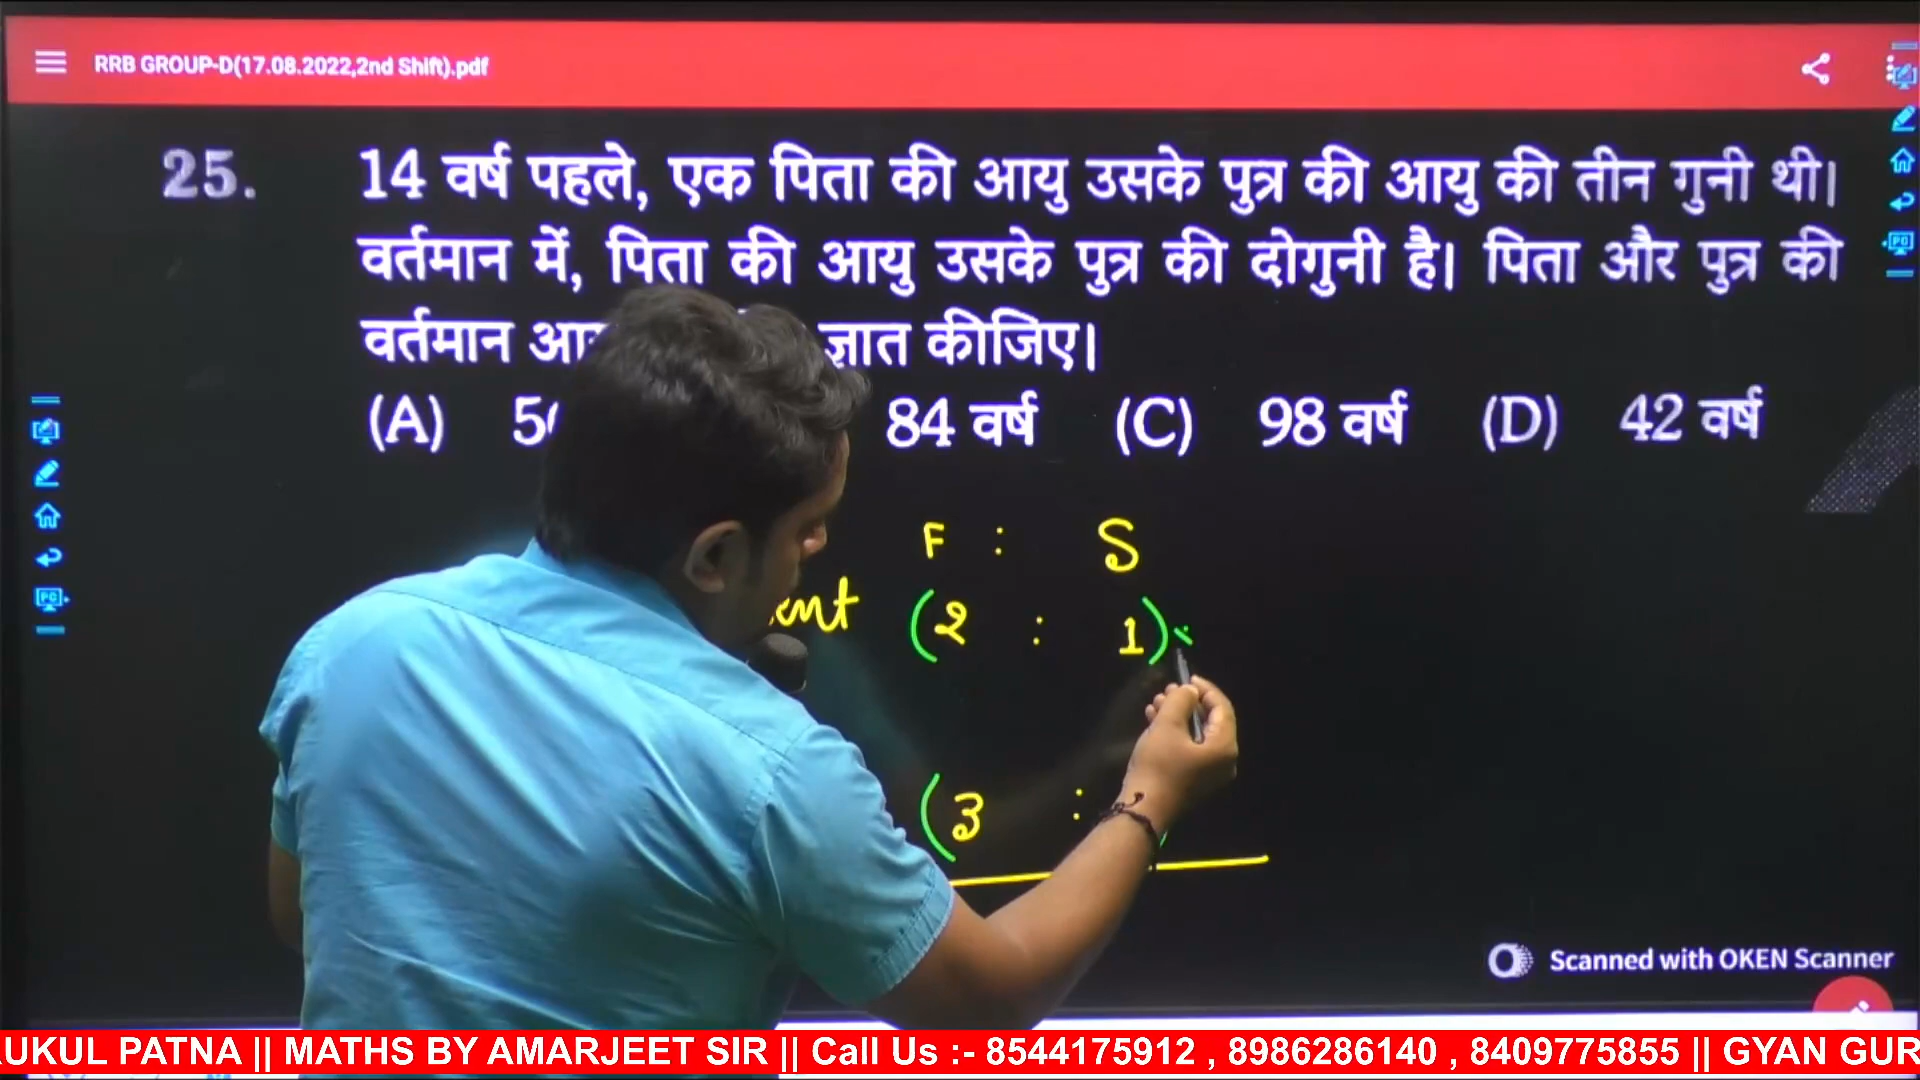 RRB GROUP-D(17.08.2022,2nd Shift).pdf
25. 14 वर्ष पहले, एक पिता की आयु उसके पुत्र की आयु की तीन गुनी थी।
वर्तमान में, पिता की आयु उसके पुत्र की दोगुनी है। पिता और पुत्र की
वर्तमान ज्ञात कीजिए।
(A) 84 वर्ष (C) 98 वर्ष (D) 42 वर्ष
F : S
(2 : 1)
(3 :
Scanned with OKEN Scanner
PATNA || MATHS BY AMARJEET SIR || Call Us :- 8544175912 , 8986286140 , 8409775855 || GYAN